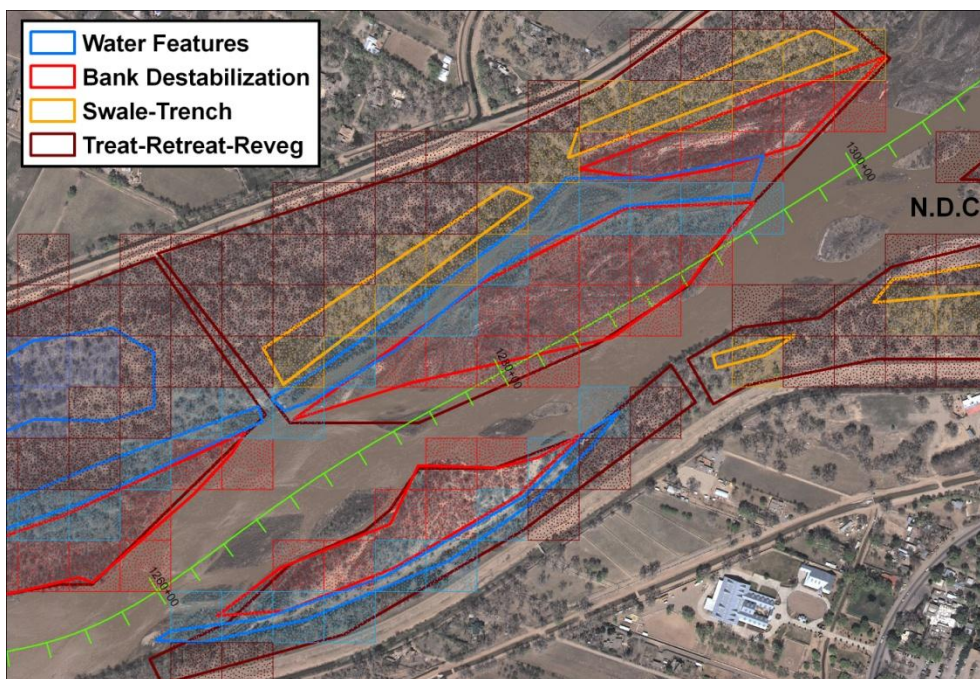 Water Features
Bank Destabilization
Swale-Trench
Treat-Retreat-Reveg
1300+00
N.D.C
1280+00
1260+00